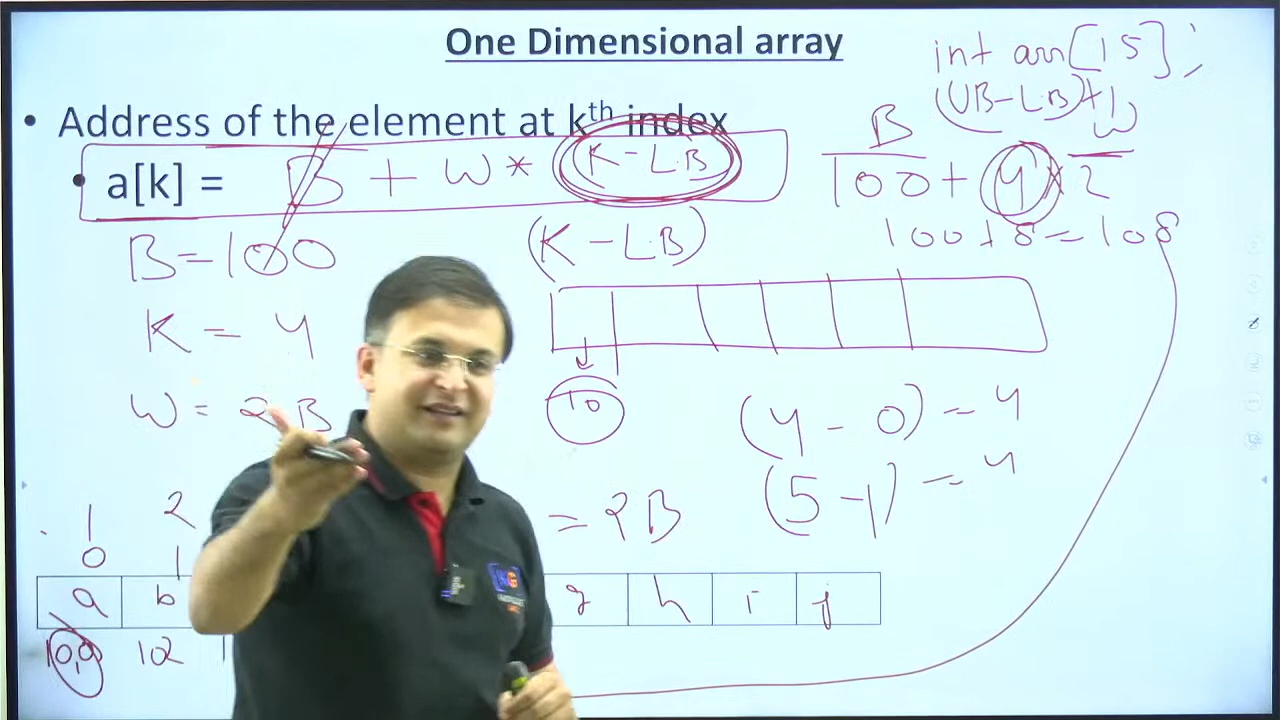 One Dimensional array
int arr[15];
(UB-LB)+1
• Address of the element at kth index
B W
• a[k] = B + W* (K-L.B)
100 + 4 × 2
100+8=108
B=100
(K-L.B)
K = 4
10
W = 2B
(4 - 0) = 4
(5 - 1) = 4
= 2B
1 2
0 1
a b g h i j
100 102